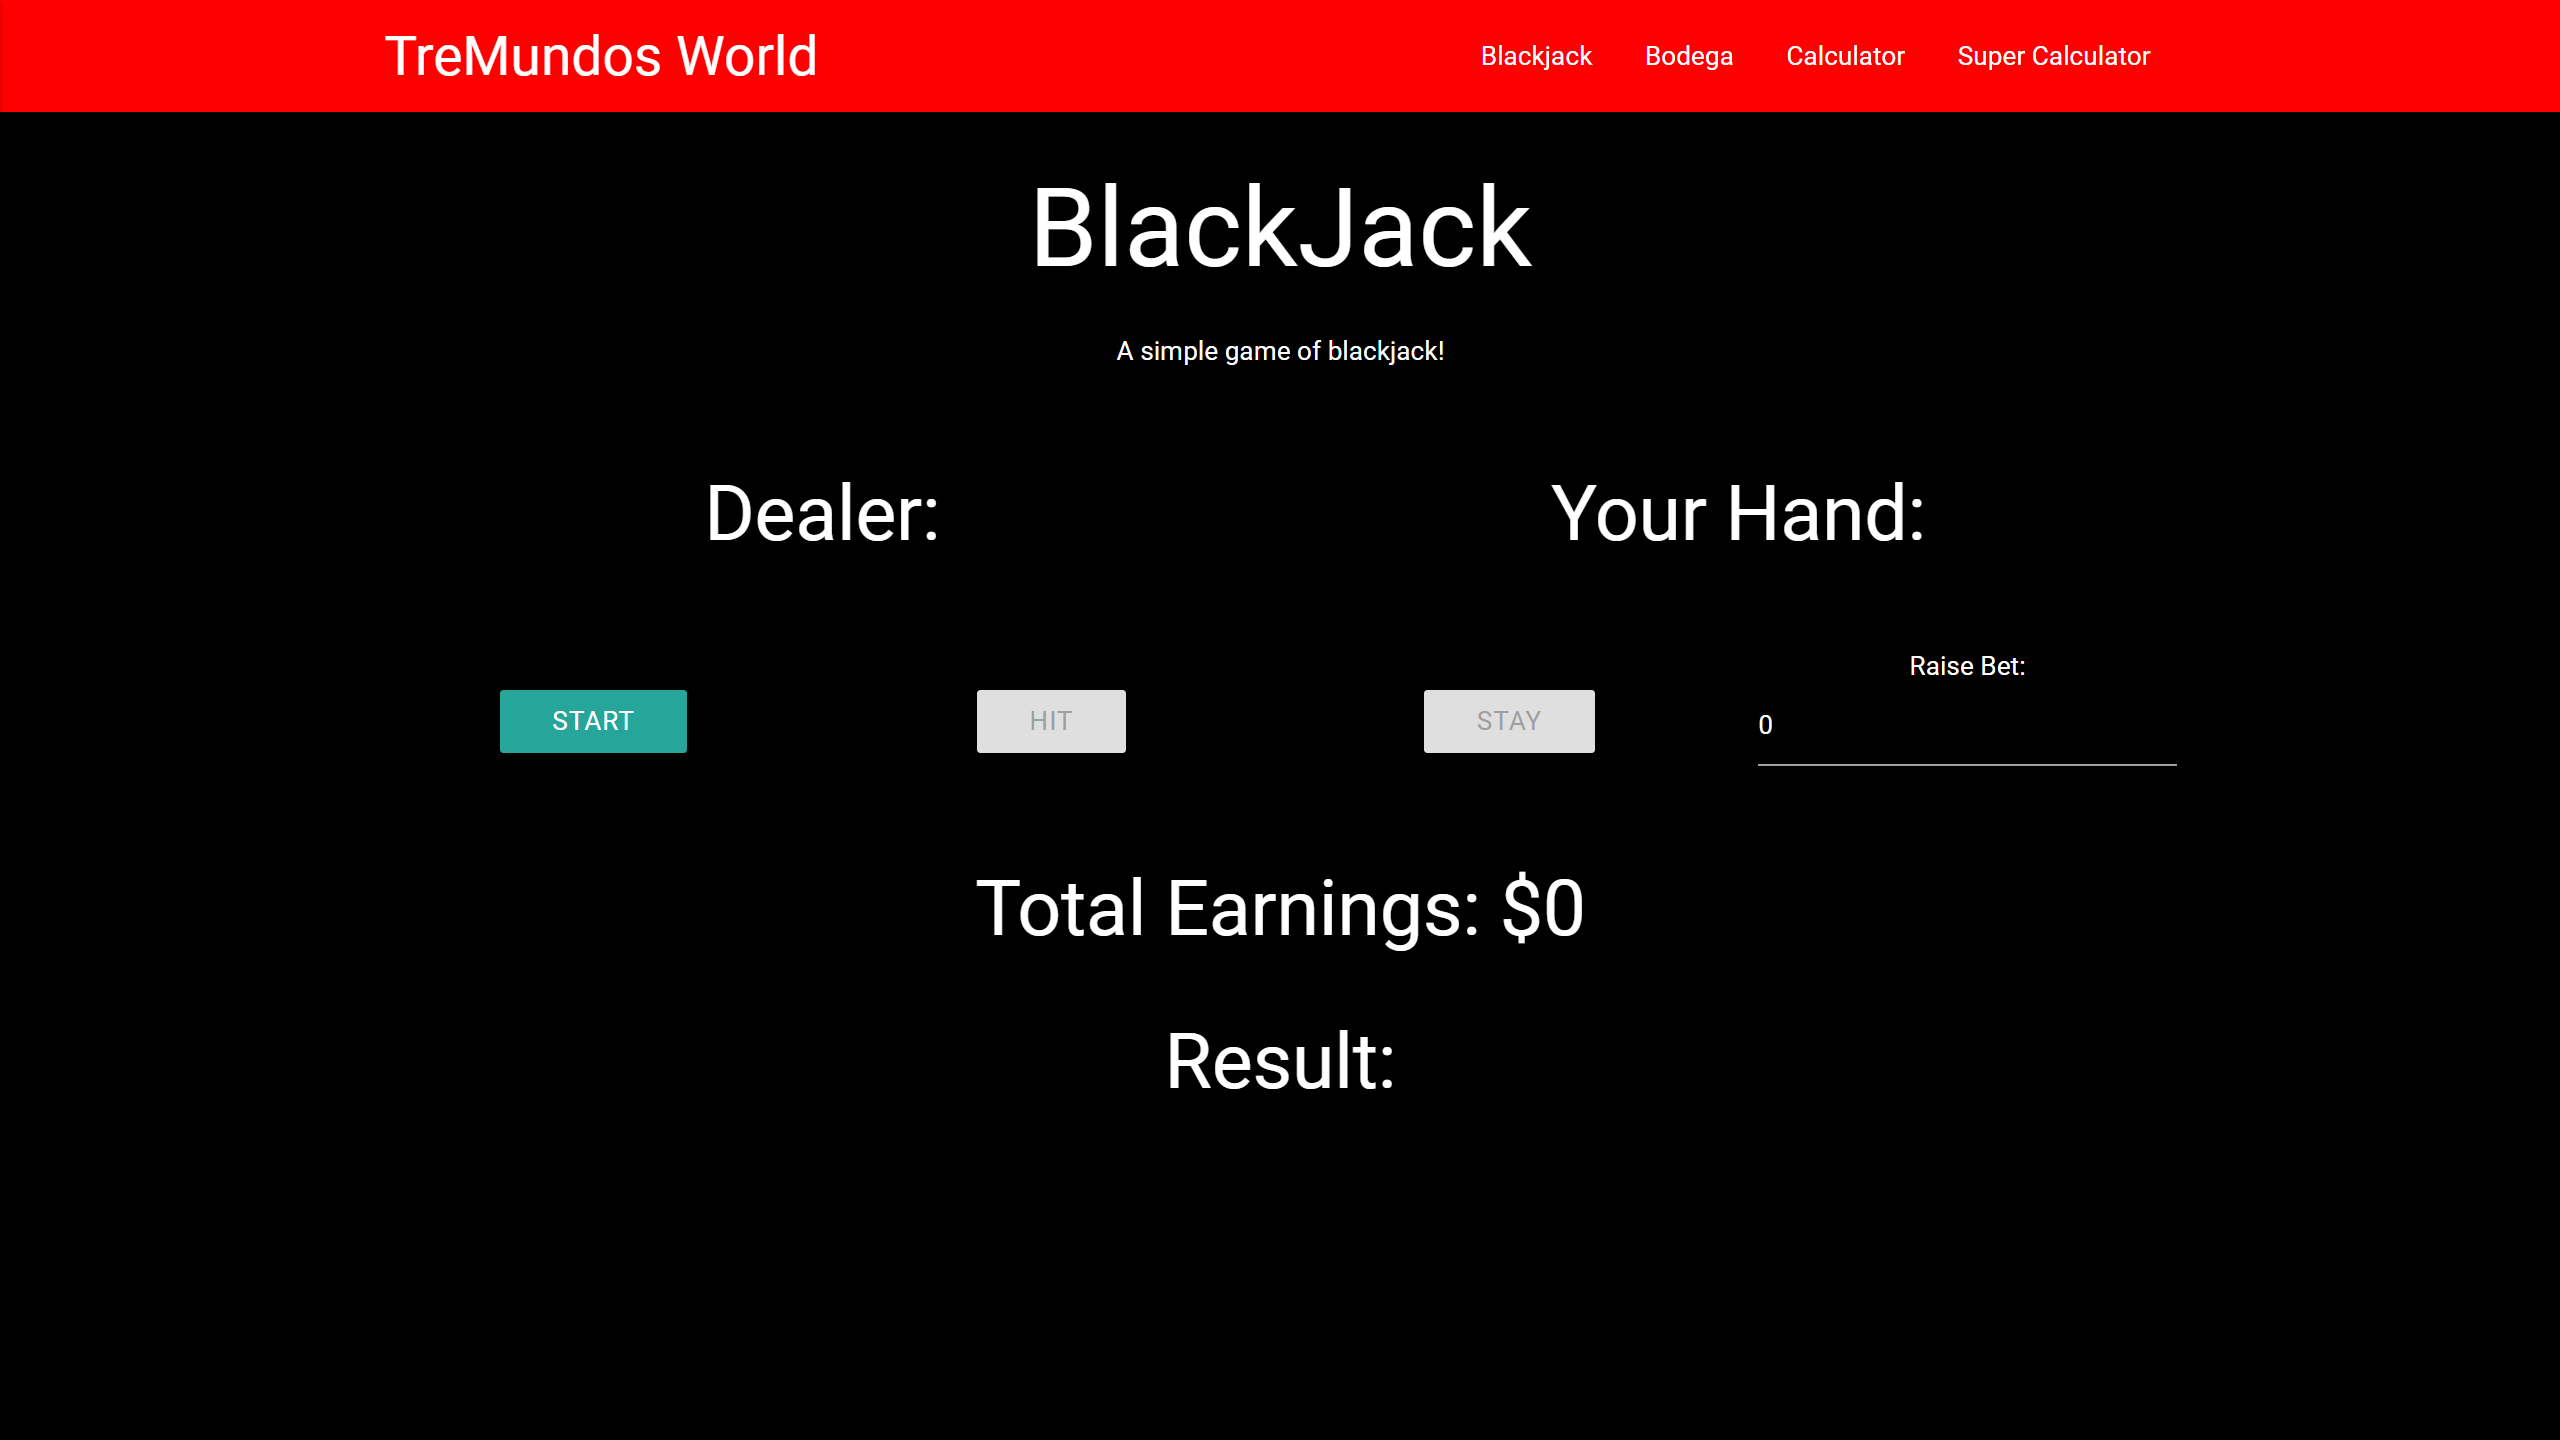 TreMundos World
Blackjack Bodega Calculator Super Calculator
BlackJack
A simple game of blackjack!
Dealer:
Your Hand:
START
HIT
STAY
Raise Bet:
0
Total Earnings: $0
Result: